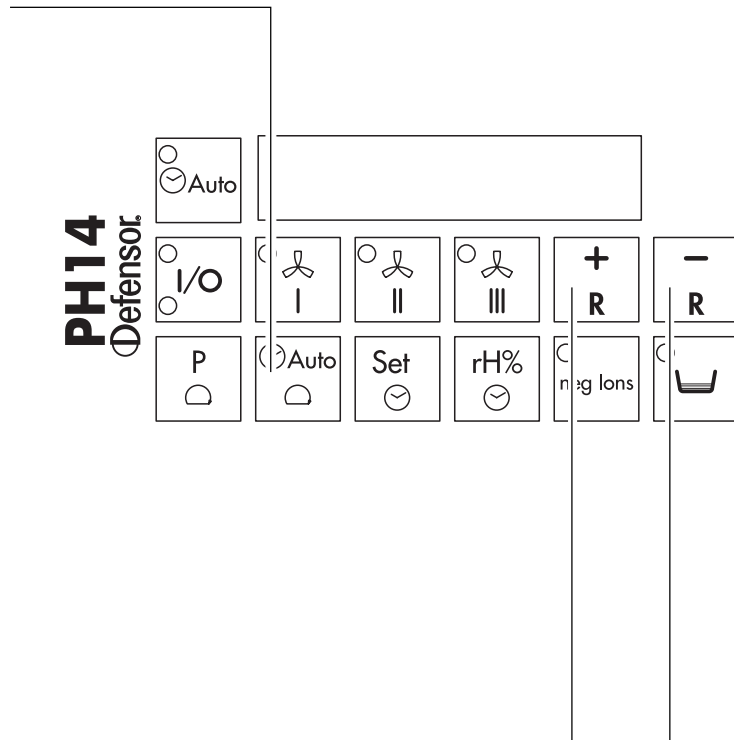 PH14
Defensor®
Auto
I/O
I
II
III
+
R
−
R
P
Auto
Set
rH%
neg Ions